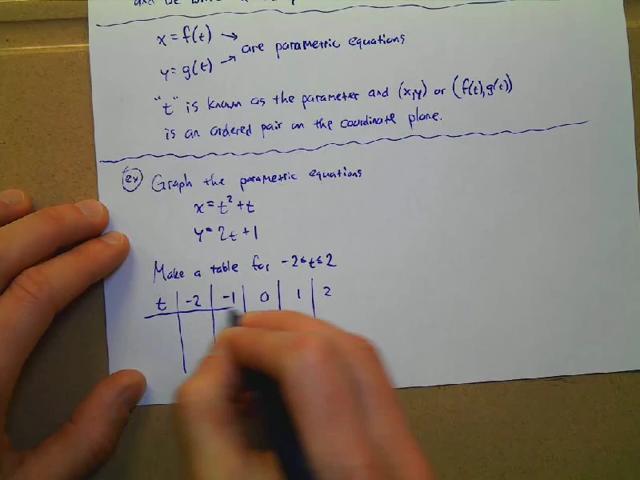 x = f(t) →
are parametric equations
y = g(t) →
"t" is known as the parameter and (x,y) or (f(t),g(t))
is an ordered pair on the coordinate plane.
ex Graph the parametric equations
x = t² + t
y = 2t + 1
Make a table for -2 ≤ t ≤ 2
t -2 -1 0 1 2